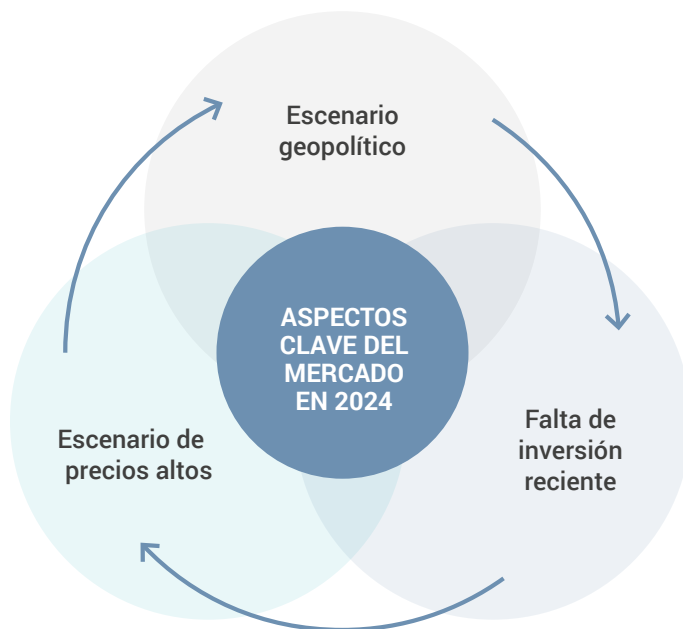 Escenario
geopolítico
ASPECTOS
CLAVE DEL
MERCADO
EN 2024
Escenario de
precios altos
Falta de
inversión
reciente